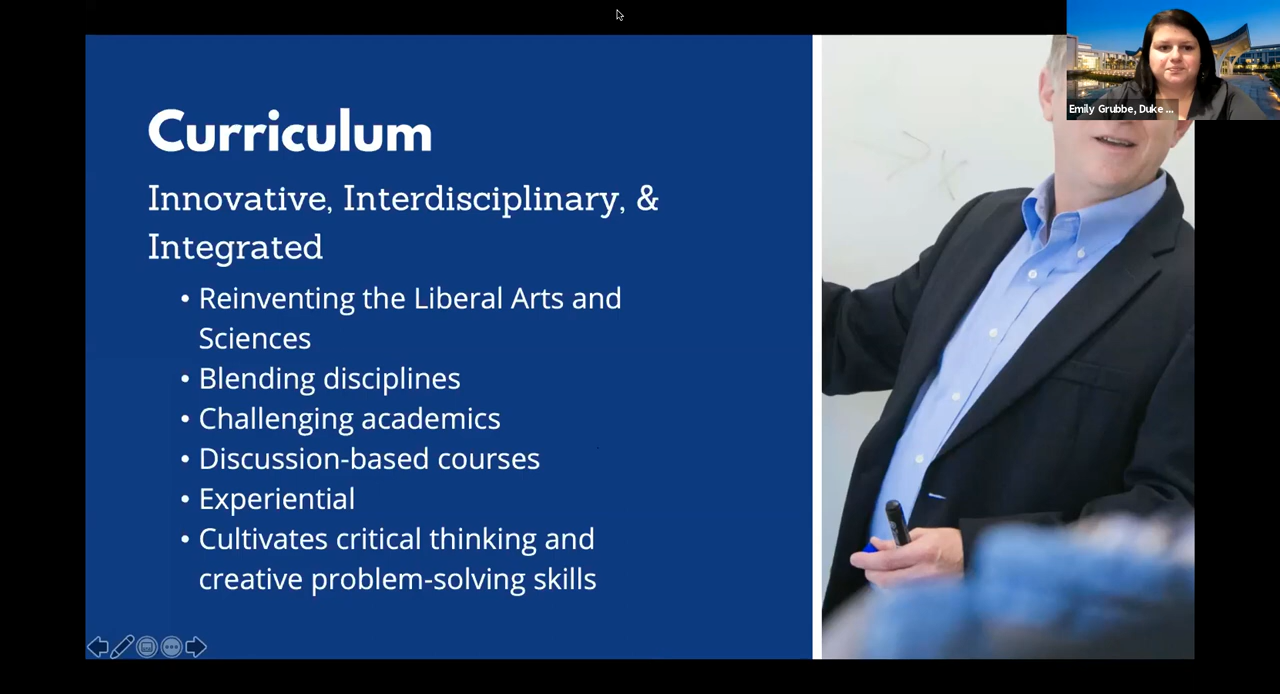 Emily Grubbe, Duke ...
Curriculum
Innovative, Interdisciplinary, &
Integrated
• Reinventing the Liberal Arts and
Sciences
• Blending disciplines
• Challenging academics
• Discussion-based courses
• Experiential
• Cultivates critical thinking and
creative problem-solving skills